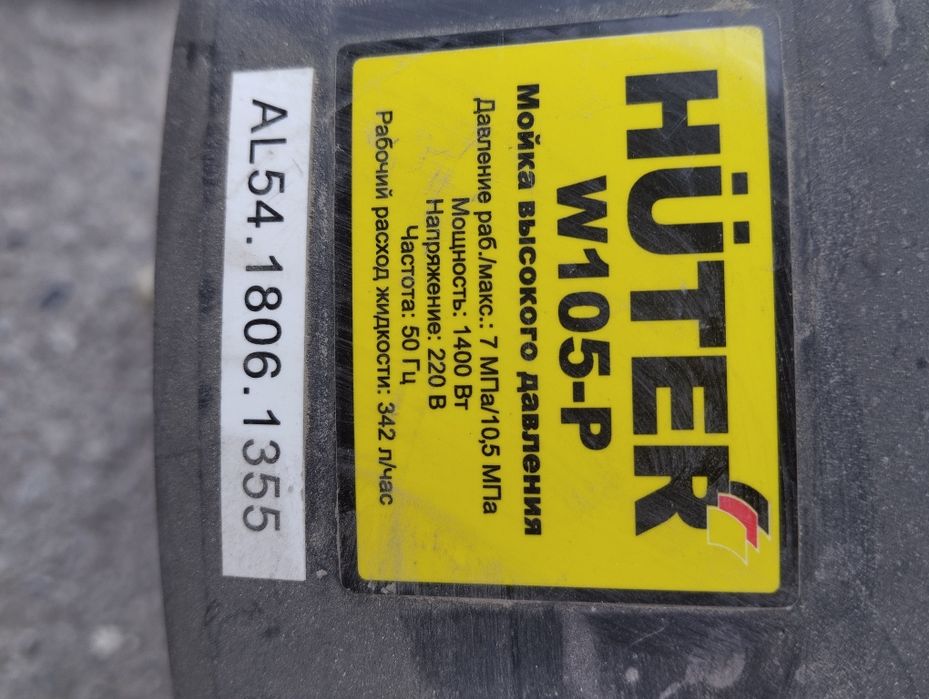 HÜTER
W105-P
Мойка высокого давления
Давление раб./макс.: 7 МПа/10,5 МПа
Мощность: 1400 Вт
Напряжение: 220 В
Частота: 50 Гц
Рабочий расход жидкости: 342 л/час
AL54.1806.1355